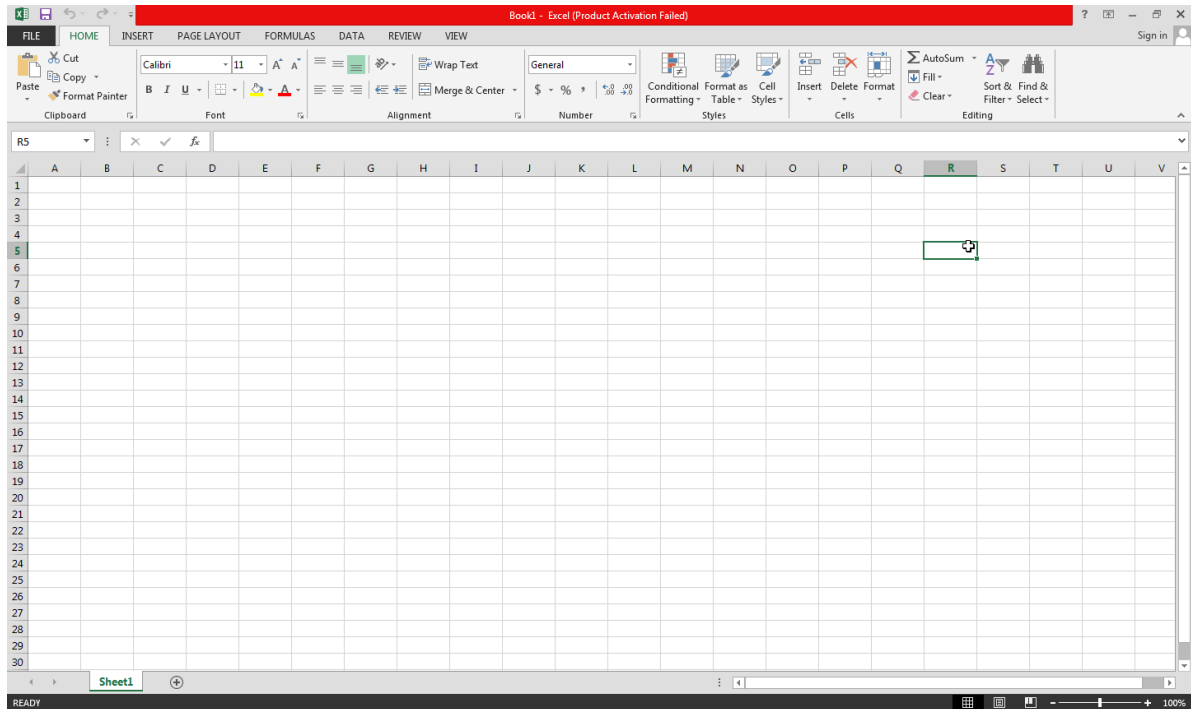 Book1 - Excel (Product Activation Failed)
FILE HOME INSERT PAGE LAYOUT FORMULAS DATA REVIEW VIEW Sign in
Paste
Cut
Copy
Format Painter
Clipboard
Calibri 11
B I U
Font
Wrap Text
Merge & Center
Alignment
General
$ % ,
Number
Conditional Formatting
Format as Table
Cell Styles
Styles
Insert Delete Format
Cells
AutoSum
Fill
Clear
Sort & Filter
Find & Select
Editing
R5 fx
A B C D E F G H I J K L M N O P Q R S T U V
1
2
3
4
5
6
7
8
9
10
11
12
13
14
15
16
17
18
19
20
21
22
23
24
25
26
27
28
29
30
Sheet1
READY 100%